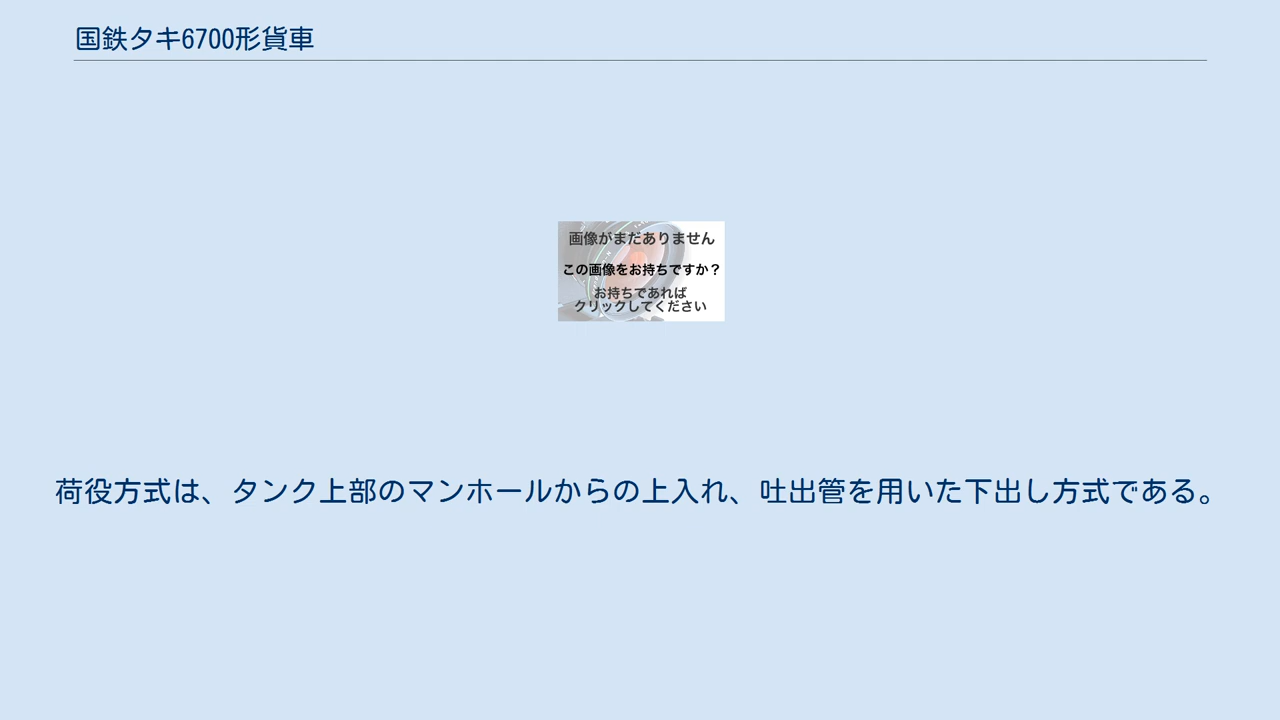 国鉄タキ6700形貨車
画像がまだありません
この画像をお持ちですか？
お持ちであれば
クリックしてください
荷役方式は、タンク上部のマンホールからの上入れ、吐出管を用いた下出し方式である。